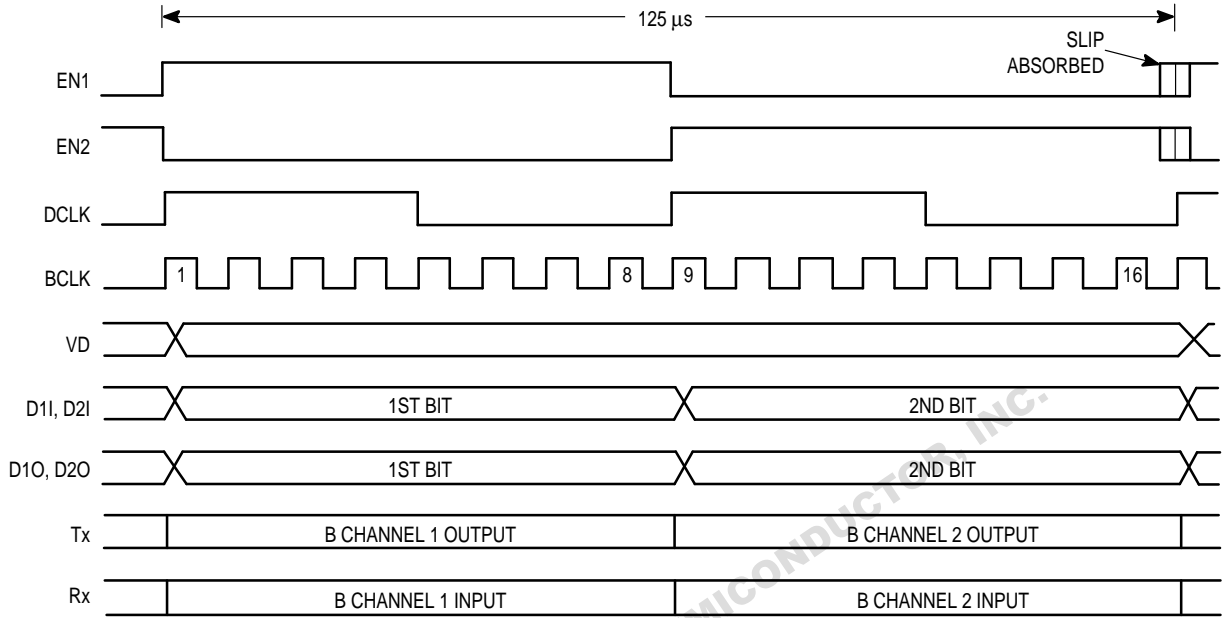 125 µs
SLIP
ABSORBED
EN1
EN2
DCLK
BCLK 1 8 9 16
VD
D1I, D2I 1ST BIT 2ND BIT
D1O, D2O 1ST BIT 2ND BIT
Tx B CHANNEL 1 OUTPUT B CHANNEL 2 OUTPUT
Rx B CHANNEL 1 INPUT B CHANNEL 2 INPUT
MICONDUCTOR, INC.